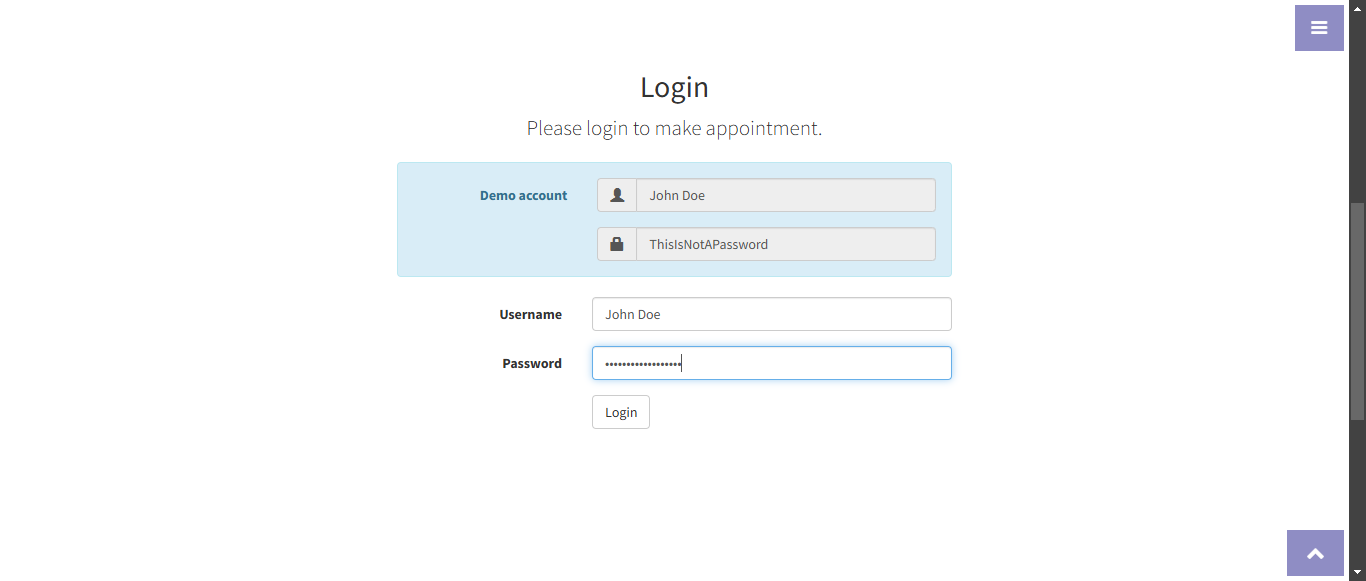 Login
Please login to make appointment.
Demo account
John Doe
ThisIsNotAPassword
Username
John Doe
Password
••••••••••••••••••
Login